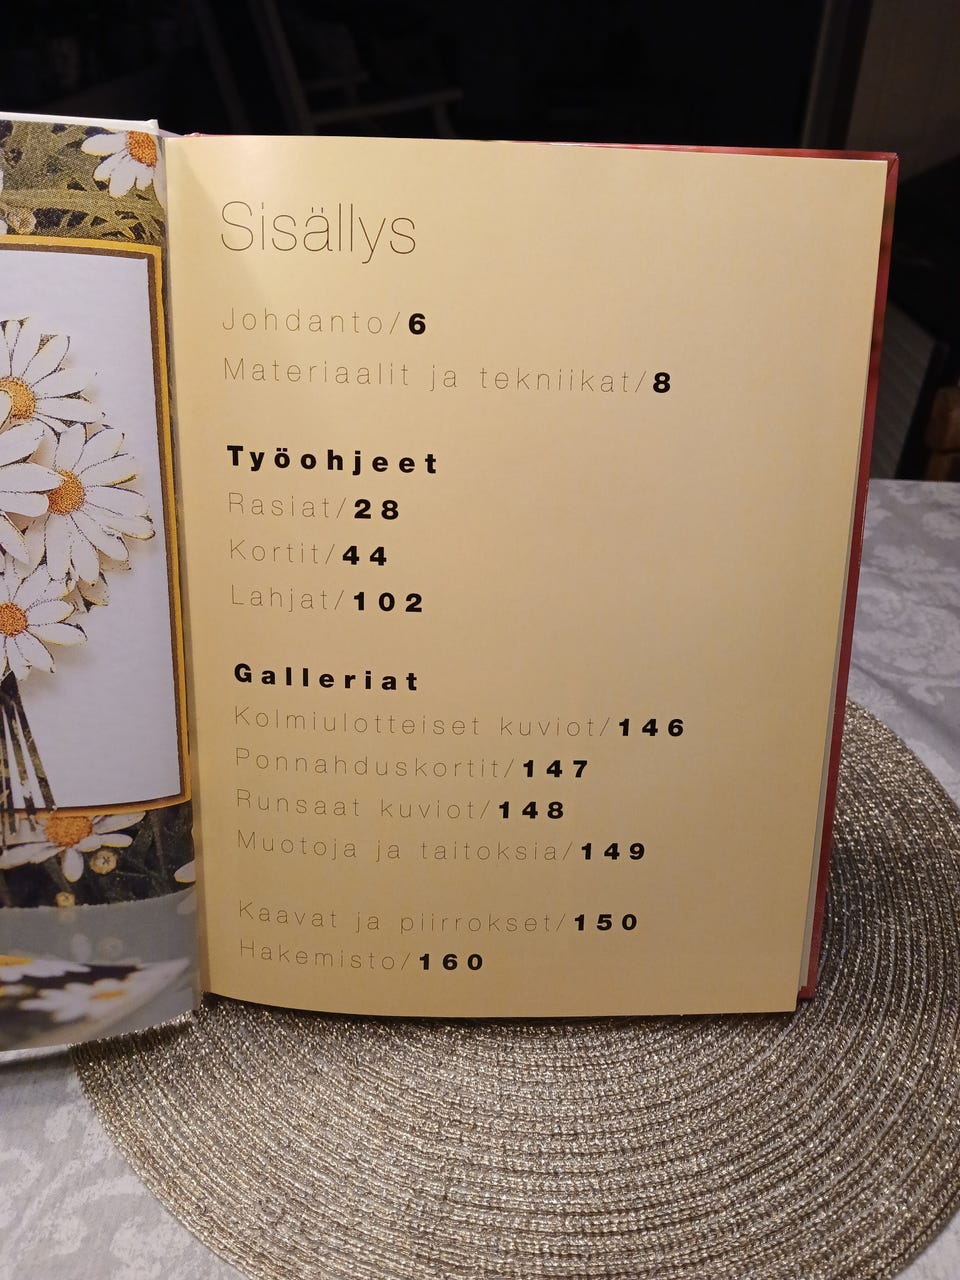 Sisällys
Johdanto/6
Materiaalit ja tekniikat/8
Työohjeet
Rasiat/28
Kortit/44
Lahjat/102
Galleriat
Kolmiulotteiset kuviot/146
Ponnahduskortit/147
Runsaat kuviot/148
Muotoja ja taitoksia/149
Kaavat ja piirrokset/150
Hakemisto/160